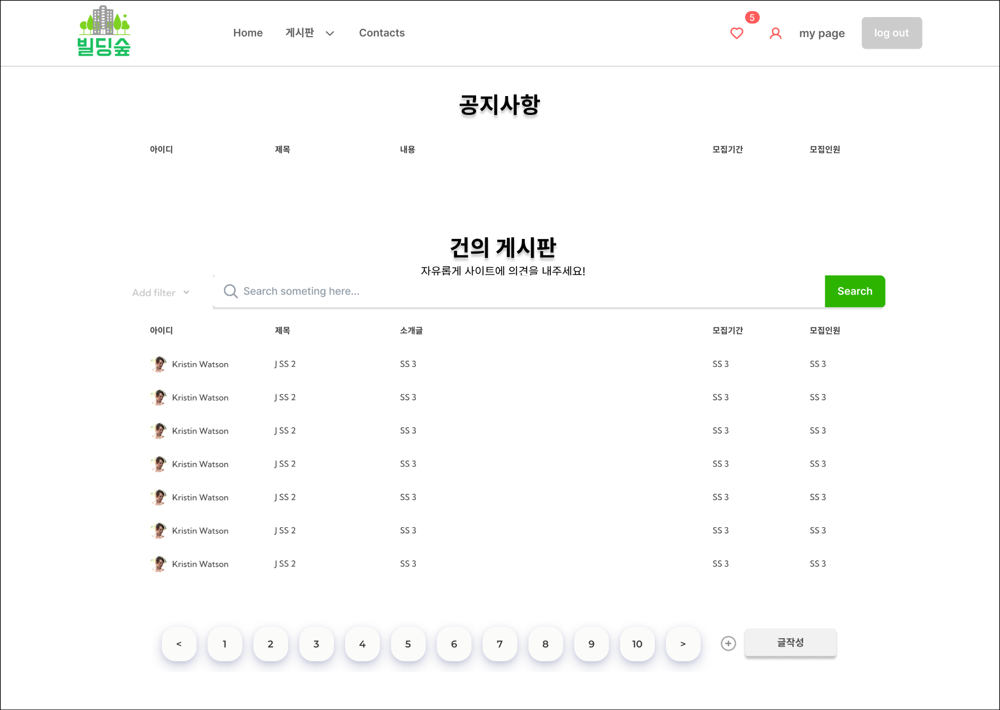 빌딩숲
Home 게시판 Contacts 5 my page log out
공지사항
아이디 제목 내용 모집기간 모집인원
건의 게시판
자유롭게 사이트에 의견을 내주세요!
Add filter Search someting here... Search
아이디 제목 소개글 모집기간 모집인원
Kristin Watson J SS 2 SS 3 SS 3 SS 3
Kristin Watson J SS 2 SS 3 SS 3 SS 3
Kristin Watson J SS 2 SS 3 SS 3 SS 3
Kristin Watson J SS 2 SS 3 SS 3 SS 3
Kristin Watson J SS 2 SS 3 SS 3 SS 3
Kristin Watson J SS 2 SS 3 SS 3 SS 3
Kristin Watson J SS 2 SS 3 SS 3 SS 3
< 1 2 3 4 5 6 7 8 9 10 > 글작성